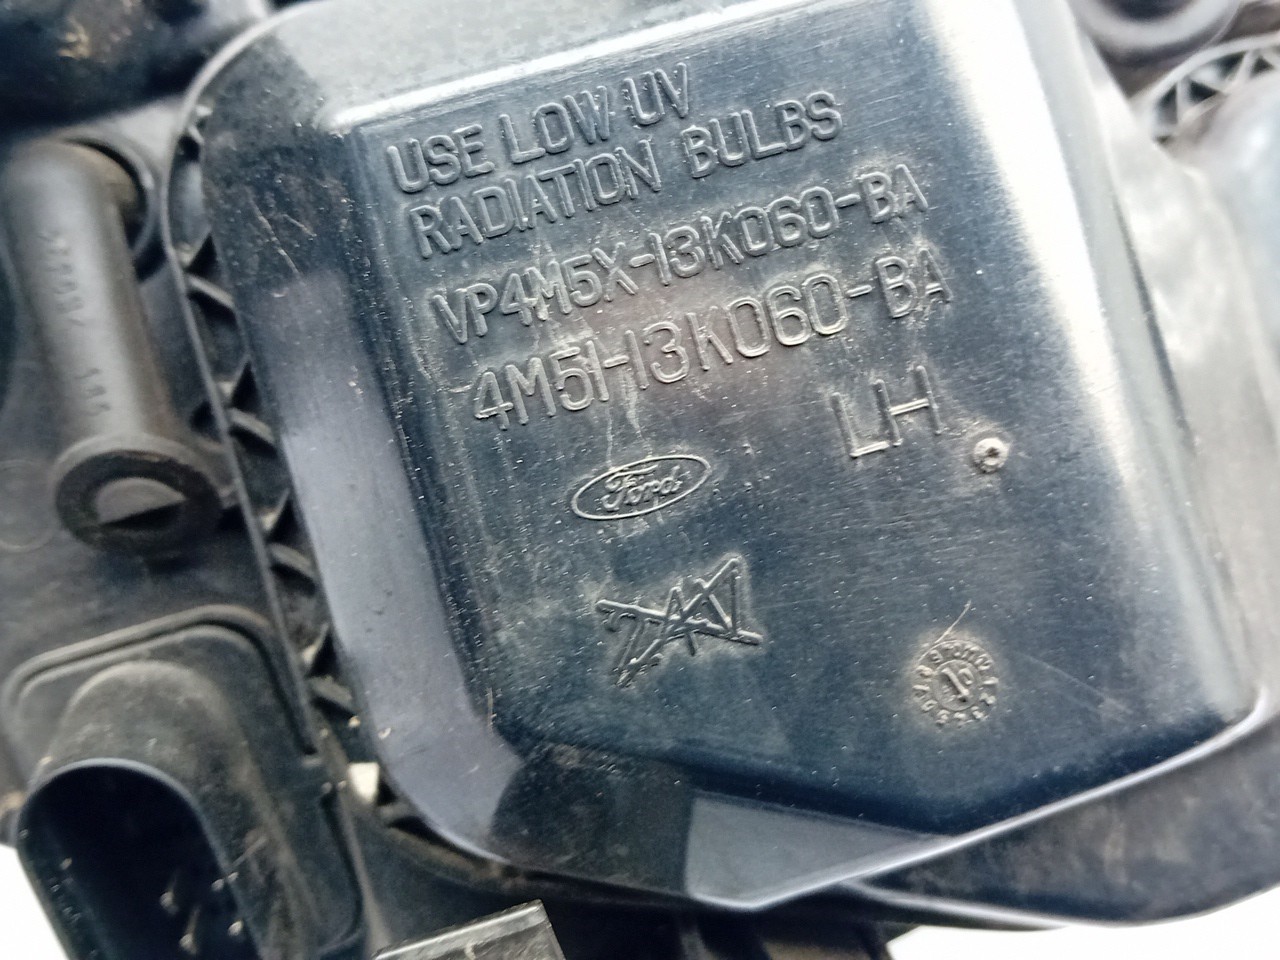 USE LOW UV
RADIATION BULBS
VP4M5X-13K060-BA
4M51-13K060-BA
LH
Ford